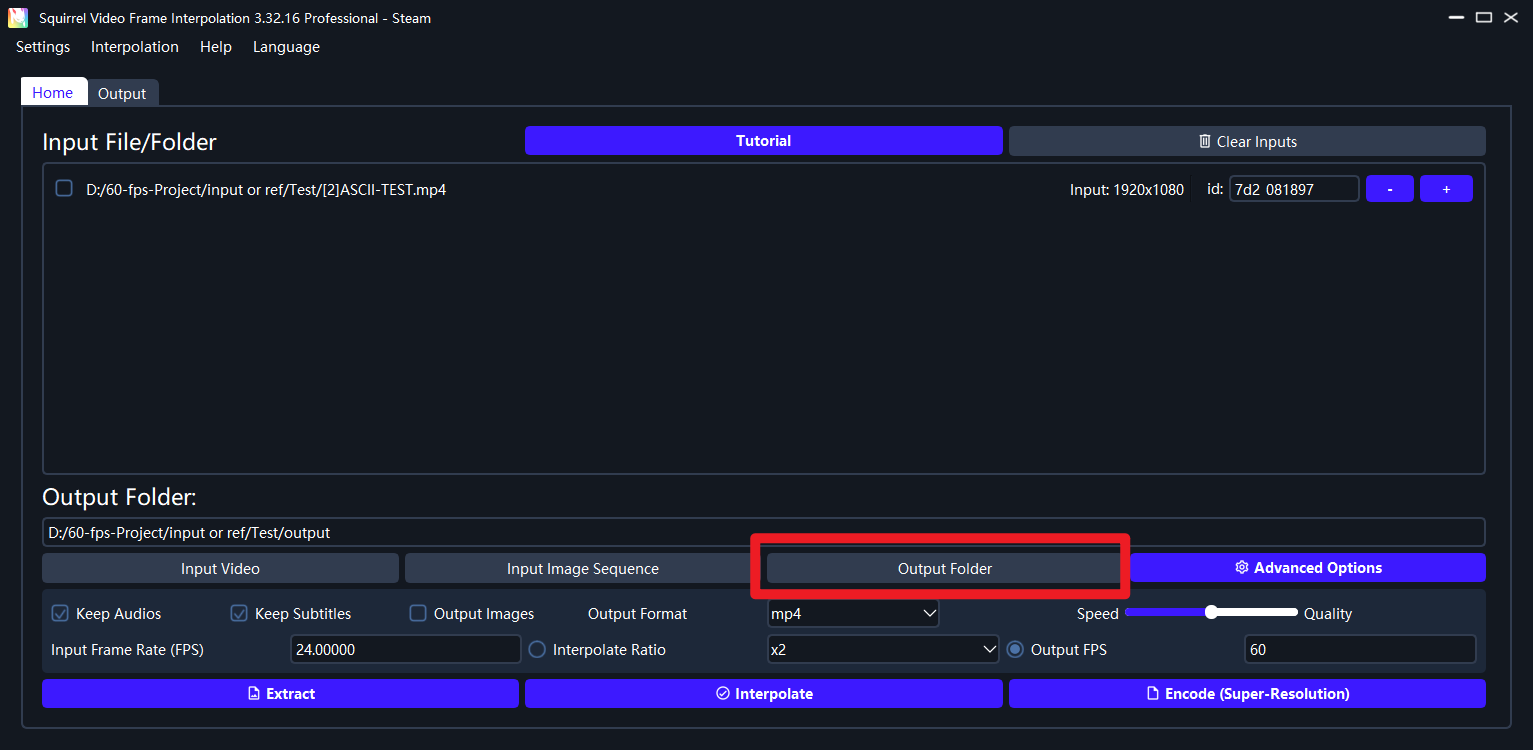 Squirrel Video Frame Interpolation 3.32.16 Professional - Steam
Settings Interpolation Help Language
Home Output
Input File/Folder Tutorial Clear Inputs
D:/60-fps-Project/input or ref/Test/[2]ASCII-TEST.mp4 Input: 1920x1080 id: 7d2_081897 - +
Output Folder:
D:/60-fps-Project/input or ref/Test/output
Input Video Input Image Sequence Output Folder Advanced Options
Keep Audios Keep Subtitles Output Images Output Format mp4 Speed Quality
Input Frame Rate (FPS) 24.00000 Interpolate Ratio x2 Output FPS 60
Extract Interpolate Encode (Super-Resolution)